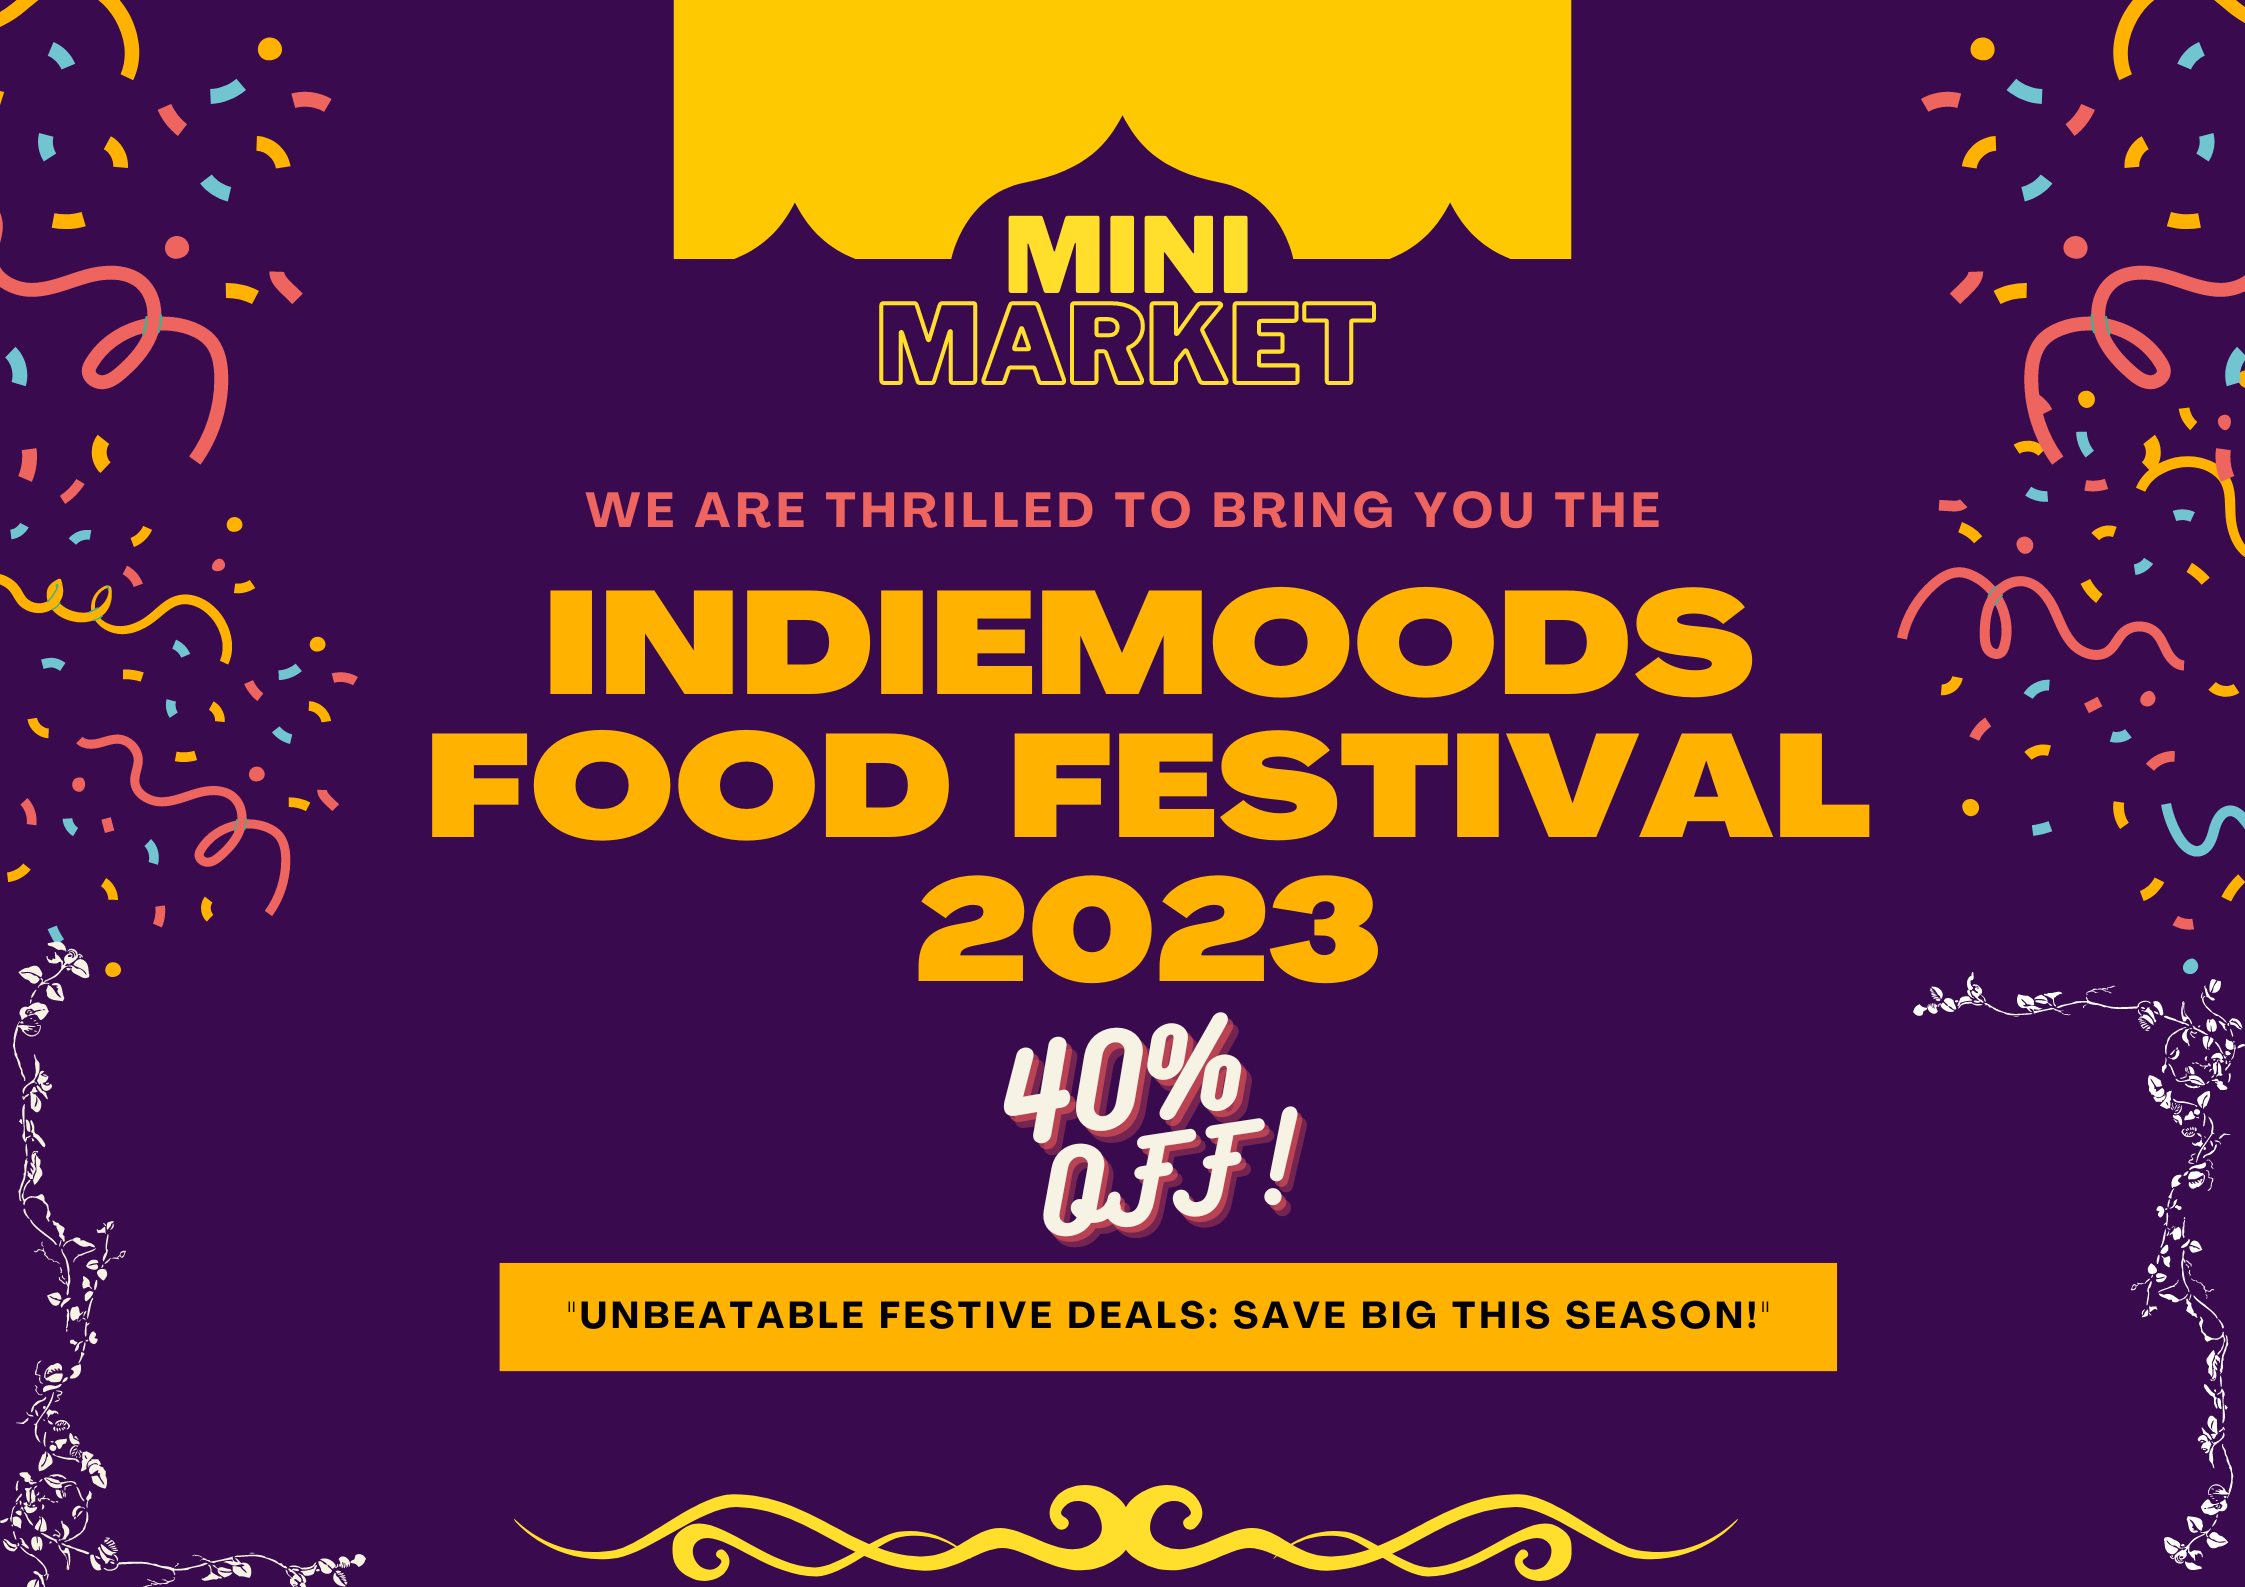 MINI
MARKET
WE ARE THRILLED TO BRING YOU THE
INDIEMOODS
FOOD FESTIVAL
2023
40%
OFF!
"UNBEATABLE FESTIVE DEALS: SAVE BIG THIS SEASON!"